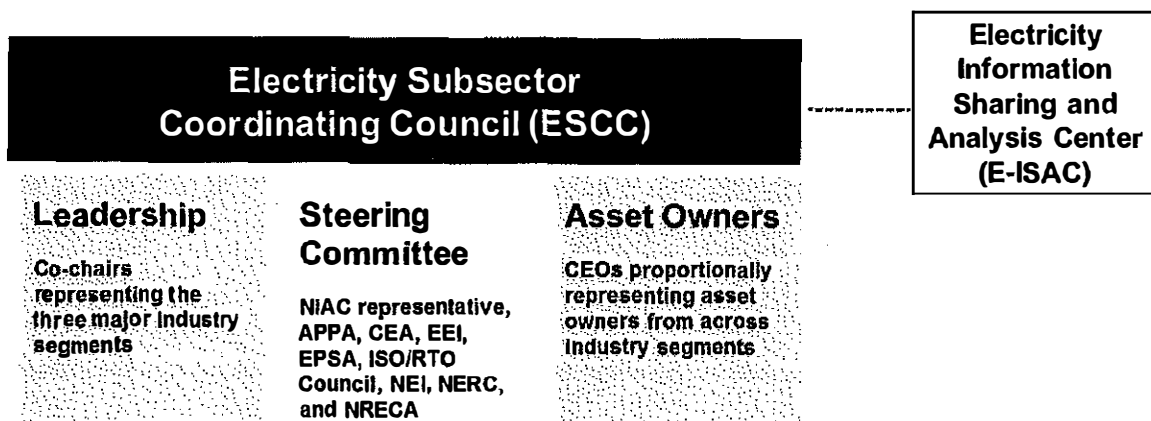 Electricity Subsector
Coordinating Council (ESCC)
Electricity
Information
Sharing and
Analysis Center
(E-ISAC)
Leadership
Co-chairs
representing the
three major industry
segments
Steering
Committee
NIAC representative,
APPA, CEA, EEI,
EPSA, ISO/RTO
Council, NEI, NERC,
and NRECA
Asset Owners
CEOs proportionally
representing asset
owners from across
industry segments